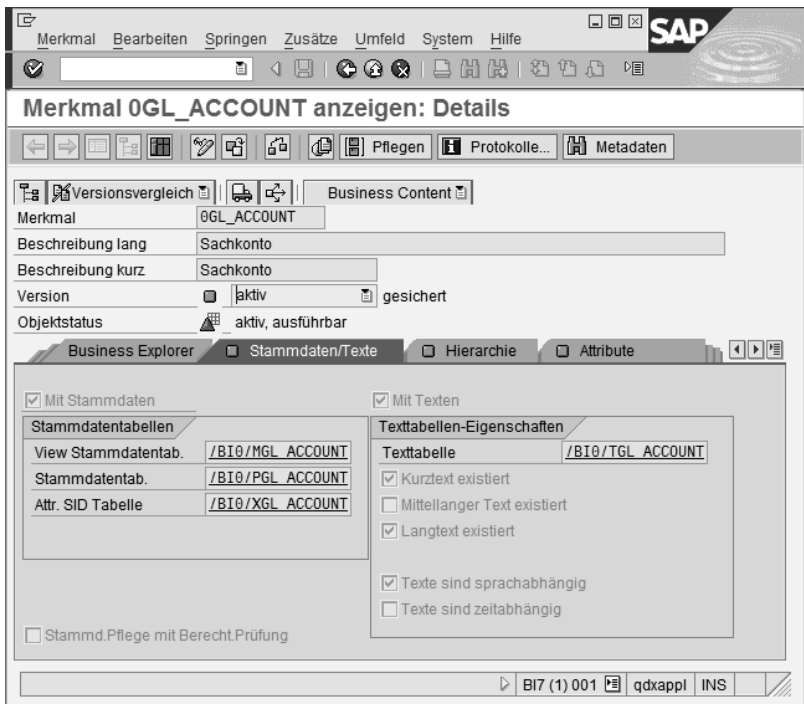 SAP
Merkmal Bearbeiten Springen Zusätze Umfeld System Hilfe
Merkmal 0GL_ACCOUNT anzeigen: Details
Pflegen Protokolle... Metadaten
Versionsvergleich Business Content
Merkmal 0GL_ACCOUNT
Beschreibung lang Sachkonto
Beschreibung kurz Sachkonto
Version aktiv gesichert
Objektstatus aktiv, ausführbar
Business Explorer Stammdaten/Texte Hierarchie Attribute
Mit Stammdaten Mit Texten
Stammdatentabellen Texttabellen-Eigenschaften
View Stammdatentab. /BI0/MGL_ACCOUNT Texttabelle /BI0/TGL_ACCOUNT
Stammdatentab. /BI0/PGL_ACCOUNT Kurztext existiert
Attr. SID Tabelle /BI0/XGL_ACCOUNT Mittellanger Text existiert
Langtext existiert
Texte sind sprachabhängig
Texte sind zeitabhängig
Stammd.Pflege mit Berecht.Prüfung
BI7 (1) 001 qdxappl INS